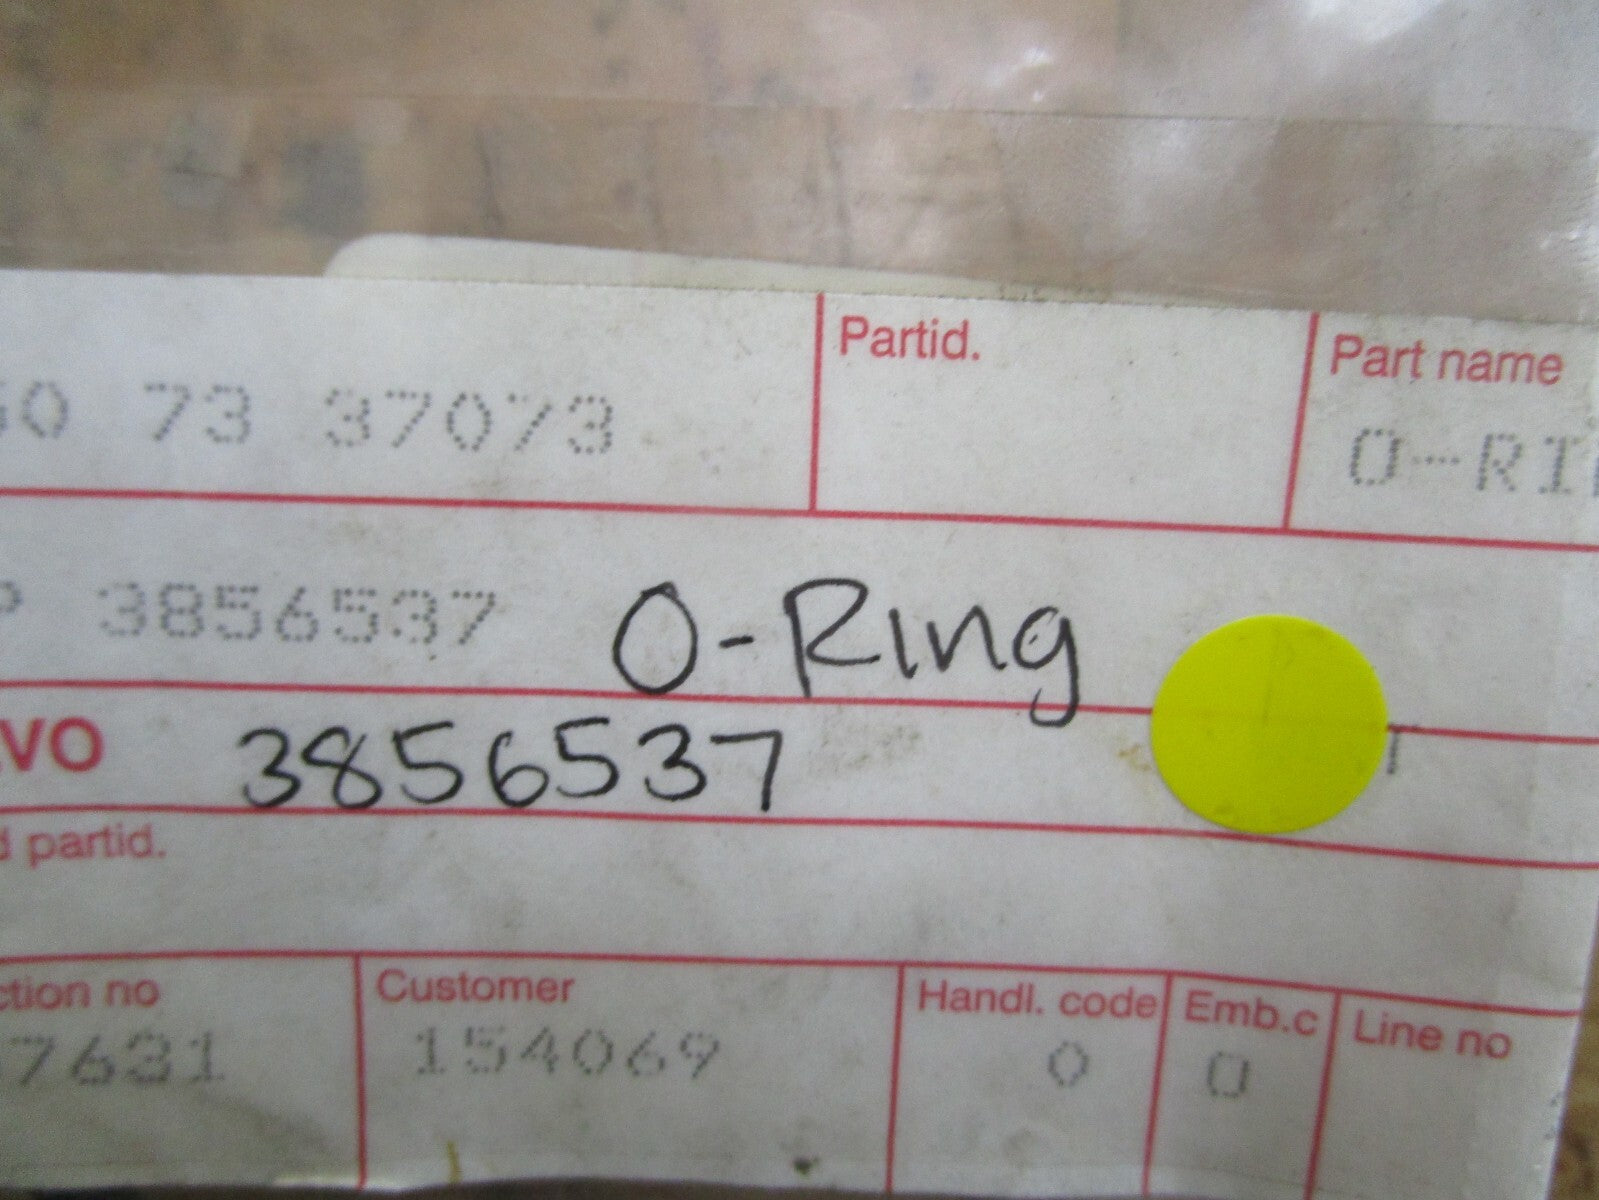 Partid. Part name
50 73 37073 O-RI
P 3856537 O-Ring
VO 3856537
d partid.
ction no Customer Handl. code Emb.c Line no
7631 154069 0 0